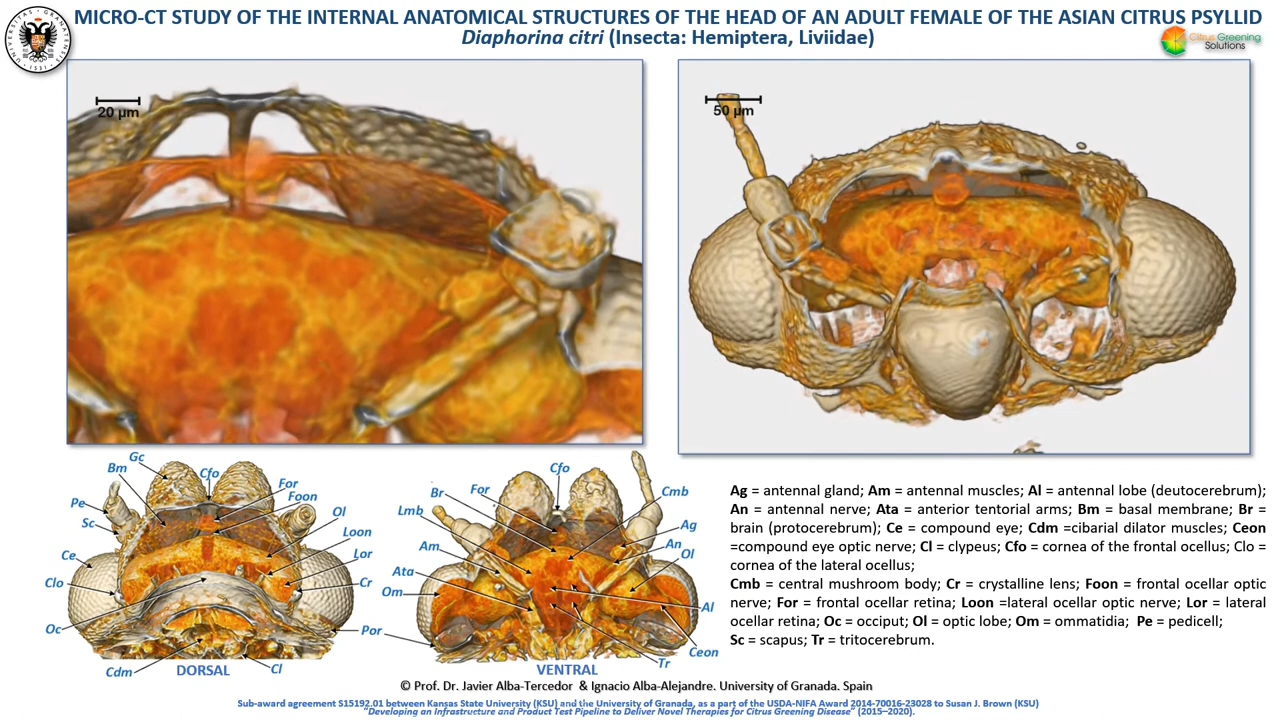 MICRO-CT STUDY OF THE INTERNAL ANATOMICAL STRUCTURES OF THE HEAD OF AN ADULT FEMALE OF THE ASIAN CITRUS PSYLLID
Diaphorina citri (Insecta: Hemiptera, Liviidae)
UNIVERSITAS · GRANATENSIS · 1531 ·
Citrus Greening
Solutions
20 µm
50 µm
Gc
Bm
Cfo
For
Foon
Pe
Sc
Ol
Loon
Ce
Lor
Clo
Cr
Oc
Por
Cdm
DORSAL
Cl
Cfo
Br
For
Cmb
Lmb
Ag
Am
An
Ol
Ata
Om
Al
Ceon
Tr
VENTRAL
Ag = antennal gland; Am = antennal muscles; Al = antennal lobe (deutocerebrum);
An = antennal nerve; Ata = anterior tentorial arms; Bm = basal membrane; Br =
brain (protocerebrum); Ce = compound eye; Cdm =cibarial dilator muscles; Ceon
=compound eye optic nerve; Cl = clypeus; Cfo = cornea of the frontal ocellus; Clo =
cornea of the lateral ocellus;
Cmb = central mushroom body; Cr = crystalline lens; Foon = frontal ocellar optic
nerve; For = frontal ocellar retina; Loon =lateral ocellar optic nerve; Lor = lateral
ocellar retina; Oc = occiput; Ol = optic lobe; Om = ommatidia; Pe = pedicell;
Sc = scapus; Tr = tritocerebrum.
© Prof. Dr. Javier Alba-Tercedor & Ignacio Alba-Alejandre. University of Granada. Spain
Sub-award agreement S15192.01 between Kansas State University (KSU) and the University of Granada, as a part of the USDA-NIFA Award 2014-70016-23028 to Susan J. Brown (KSU)
"Developing an Infrastructure and Product Test Pipeline to Deliver Novel Therapies for Citrus Greening Disease" (2015–2020).